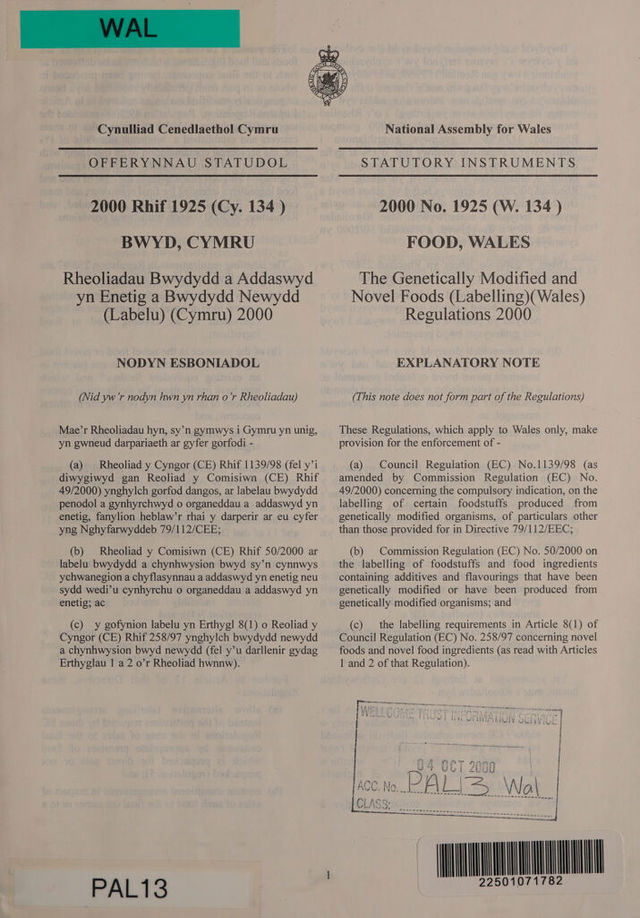 WAL
Cynulliad Cenedlaethol Cymru
OFFERYNNAU STATUDOL
2000 Rhif 1925 (Cy. 134 )
BWYD, CYMRU
Rheoliadau Bwydydd a Addaswyd
yn Enetig a Bwydydd Newydd
(Labelu) (Cymru) 2000
NODYN ESBONIADOL
(Nid yw'r nodyn hwn yn rhan o'r Rheoliadau)
Mae'r Rheoliadau hyn, sy'n gymwys i Gymru yn unig,
yn gwneud darpariaeth ar gyfer gorfodi -
(a) Rheoliad y Cyngor (CE) Rhif 1139/98 (fel y'i
diwygiwyd gan Reoliad y Comisiwn (CE) Rhif
49/2000) ynghylch gorfod dangos, ar labelau bwydydd
penodol a gynhyrchwyd o organeddau a addaswyd yn
enetig, fanylion heblaw'r rhai y darperir ar eu cyfer
yng Nghyfarwyddeb 79/112/CEE;
(b) Rheoliad y Comisiwn (CE) Rhif 50/2000 ar
labelu bwydydd a chynhwysion bwyd sy'n cynnwys
ychwanegion a chyflasynnau a addaswyd yn enetig neu
sydd wedi'u cynhyrchu o organeddau a addaswyd yn
enetig; ac
(c) y gofynion labelu yn Erthygl 8(1) o Reoliad y
Cyngor (CE) Rhif 258/97 ynghylch bwydydd newydd
a chynhwysion bwyd newydd (fel y'u darllenir gydag
Erthyglau 1 a 2 o'r Rheoliad hwnnw).
National Assembly for Wales
STATUTORY INSTRUMENTS
2000 No. 1925 (W. 134 )
FOOD, WALES
The Genetically Modified and
Novel Foods (Labelling)(Wales)
Regulations 2000
EXPLANATORY NOTE
(This note does not form part of the Regulations)
These Regulations, which apply to Wales only, make
provision for the enforcement of -
(a) Council Regulation (EC) No.1139/98 (as
amended by Commission Regulation (EC) No.
49/2000) concerning the compulsory indication, on the
labelling of certain foodstuffs produced from
genetically modified organisms, of particulars other
than those provided for in Directive 79/112/EEC;
(b) Commission Regulation (EC) No. 50/2000 on
the labelling of foodstuffs and food ingredients
containing additives and flavourings that have been
genetically modified or have been produced from
genetically modified organisms; and
(c) the labelling requirements in Article 8(1) of
Council Regulation (EC) No. 258/97 concerning novel
foods and novel food ingredients (as read with Articles
1 and 2 of that Regulation).
WELLCOME TRUST INFORMATION SERVICE
04 OCT 2000
ACC. No. PAL13 Wal
CLASS:
22501071782
1
PAL13